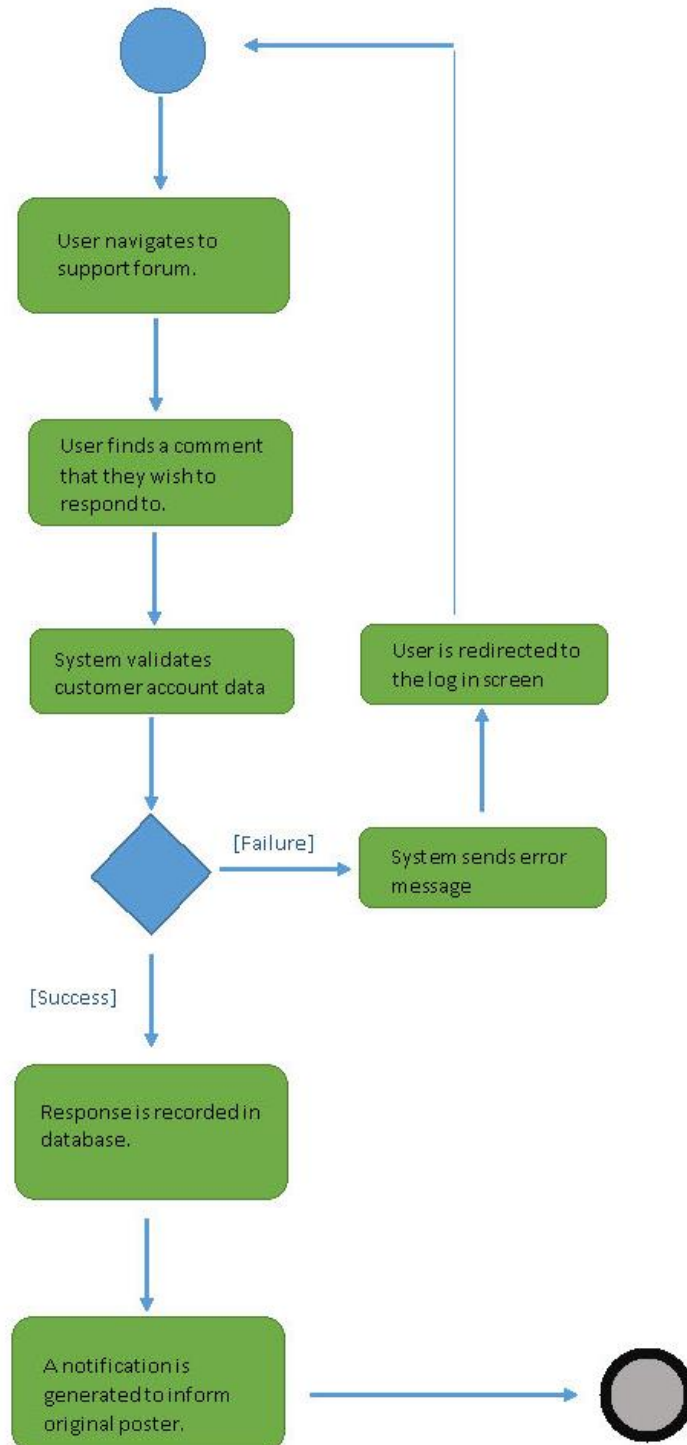 User navigates to
support forum.
User finds a comment
that they wish to
respond to.
System validates
customer account data
User is redirected to
the log in screen
[Failure]
System sends error
message
[Success]
Response is recorded in
database.
A notification is
generated to inform
original poster.